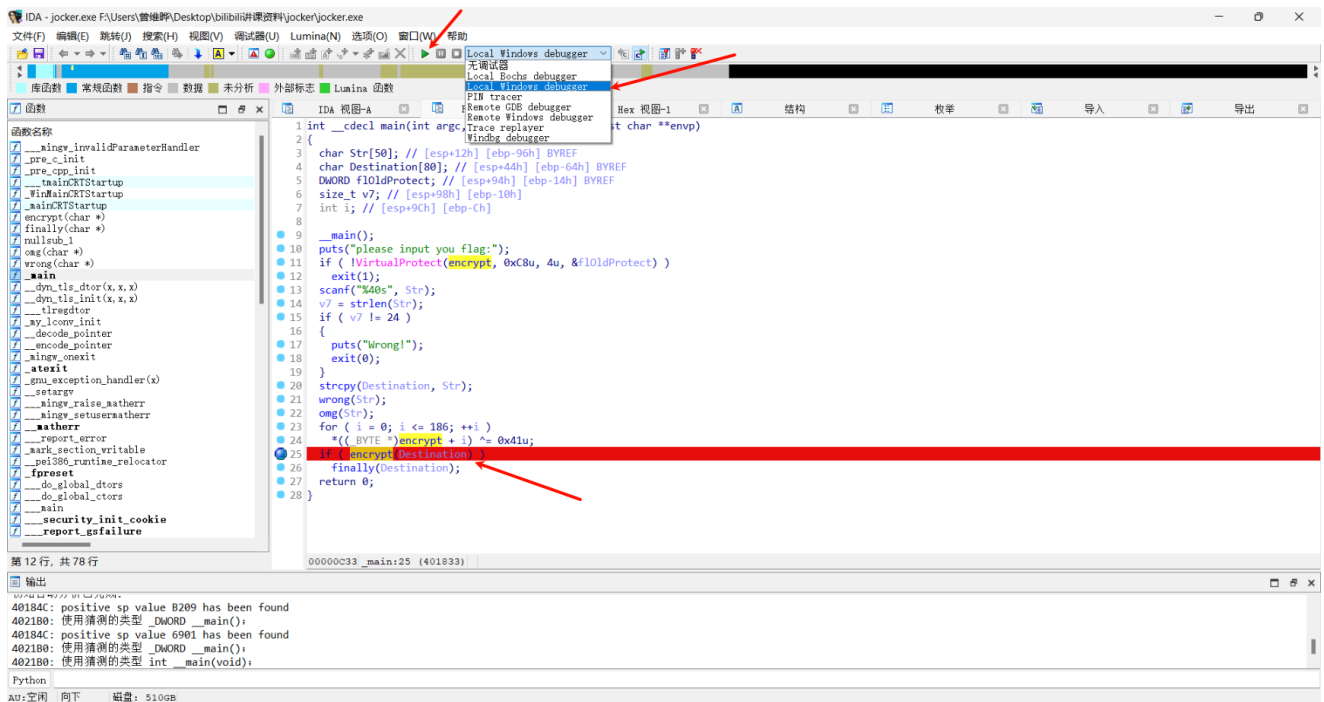 IDA - jocker.exe F:\Users\曾维晔\Desktop\bilibili讲课资料\jocker\jocker.exe
文件(F) 编辑(E) 跳转(J) 搜索(H) 视图(V) 调试器(U) Lumina(N) 选项(O) 窗口(W) 帮助
Local Windows debugger
无调试器
Local Bochs debugger
Local Windows debugger
PIN tracer
Remote GDB debugger
Remote Windows debugger
Trace replayer
Windbg debugger
库函数 常规函数 指令 数据 未分析 外部标志 Lumina 函数
函数
IDA 视图-A Hex 视图-1 结构 枚举 导入 导出
函数名称
___mingw_invalidParameterHandler
_pre_c_init
_pre_cpp_init
___tmainCRTStartup
_WinMainCRTStartup
_mainCRTStartup
encrypt(char *)
finally(char *)
nullsub_1
omg(char *)
wrong(char *)
_main
__dyn_tls_dtor(x,x,x)
__dyn_tls_init(x,x,x)
___tlregdtor
_my_lconv_init
__decode_pointer
__encode_pointer
_mingw_onexit
_atexit
_gnu_exception_handler(x)
__setargv
___mingw_raise_matherr
___mingw_setusermatherr
__matherr
___report_error
_mark_section_writable
__pei386_runtime_relocator
_fpreset
___do_global_dtors
___do_global_ctors
___main
___security_init_cookie
___report_gsfailure
第 12 行, 共 78 行
1 int __cdecl main(int argc, st char **envp)
2 {
3 char Str[50]; // [esp+12h] [ebp-96h] BYREF
4 char Destination[80]; // [esp+44h] [ebp-64h] BYREF
5 DWORD flOldProtect; // [esp+94h] [ebp-14h] BYREF
6 size_t v7; // [esp+98h] [ebp-10h]
7 int i; // [esp+9Ch] [ebp-Ch]
8
9 __main();
10 puts("please input you flag:");
11 if ( !VirtualProtect(encrypt, 0xC8u, 4u, &flOldProtect) )
12 exit(1);
13 scanf("%40s", Str);
14 v7 = strlen(Str);
15 if ( v7 != 24 )
16 {
17 puts("Wrong!");
18 exit(0);
19 }
20 strcpy(Destination, Str);
21 wrong(Str);
22 omg(Str);
23 for ( i = 0; i <= 186; ++i )
24 *((_BYTE *)encrypt + i) ^= 0x41u;
25 if ( encrypt(Destination) )
26 finally(Destination);
27 return 0;
28 }
00000C33 _main:25 (401833)
输出
40184C: positive sp value B209 has been found
4021B0: 使用猜测的类型 _DWORD __main();
40184C: positive sp value 6901 has been found
4021B0: 使用猜测的类型 _DWORD __main();
4021B0: 使用猜测的类型 int __main(void);
Python
AU:空闲 向下 磁盘: 510GB